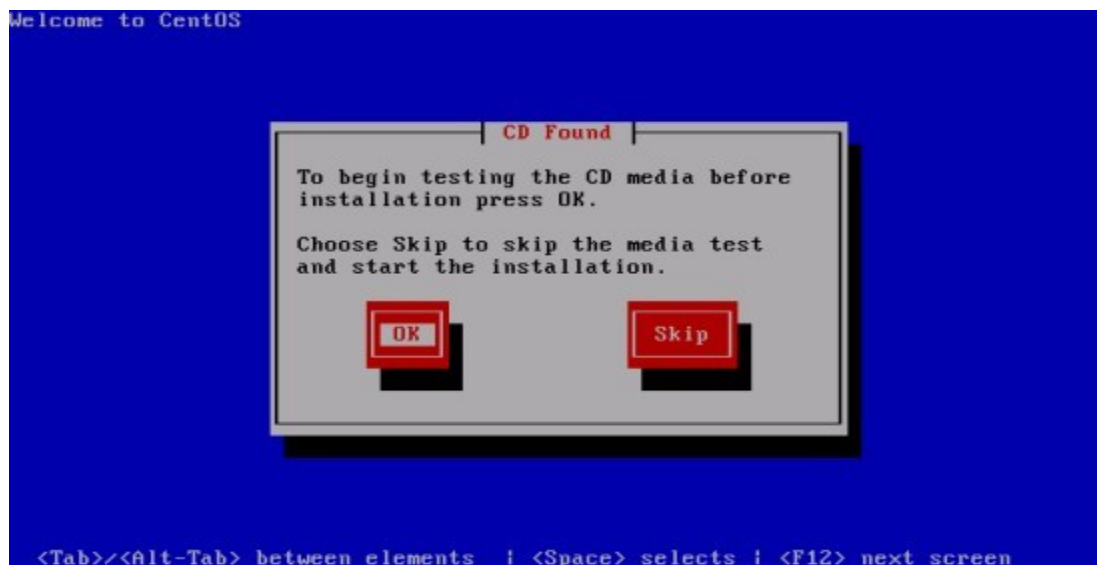 Welcome to CentOS
CD Found
To begin testing the CD media before
installation press OK.
Choose Skip to skip the media test
and start the installation.
OK Skip
<Tab>/<Alt-Tab> between elements | <Space> selects | <F12> next screen